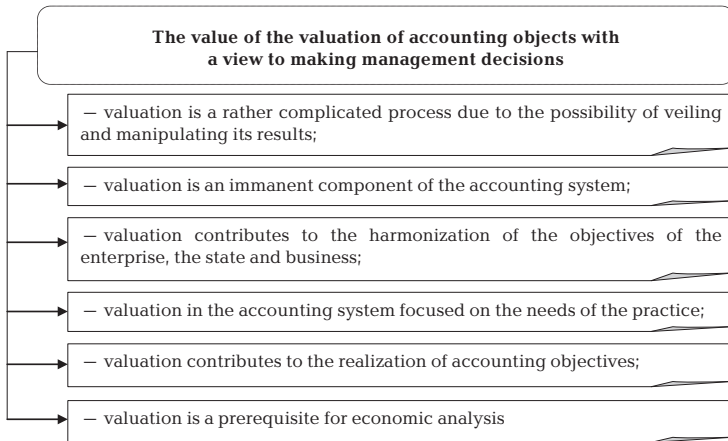 The value of the valuation of accounting objects with
a view to making management decisions
— valuation is a rather complicated process due to the possibility of veiling
and manipulating its results;
— valuation is an immanent component of the accounting system;
— valuation contributes to the harmonization of the objectives of the
enterprise, the state and business;
— valuation in the accounting system focused on the needs of the practice;
— valuation contributes to the realization of accounting objectives;
— valuation is a prerequisite for economic analysis